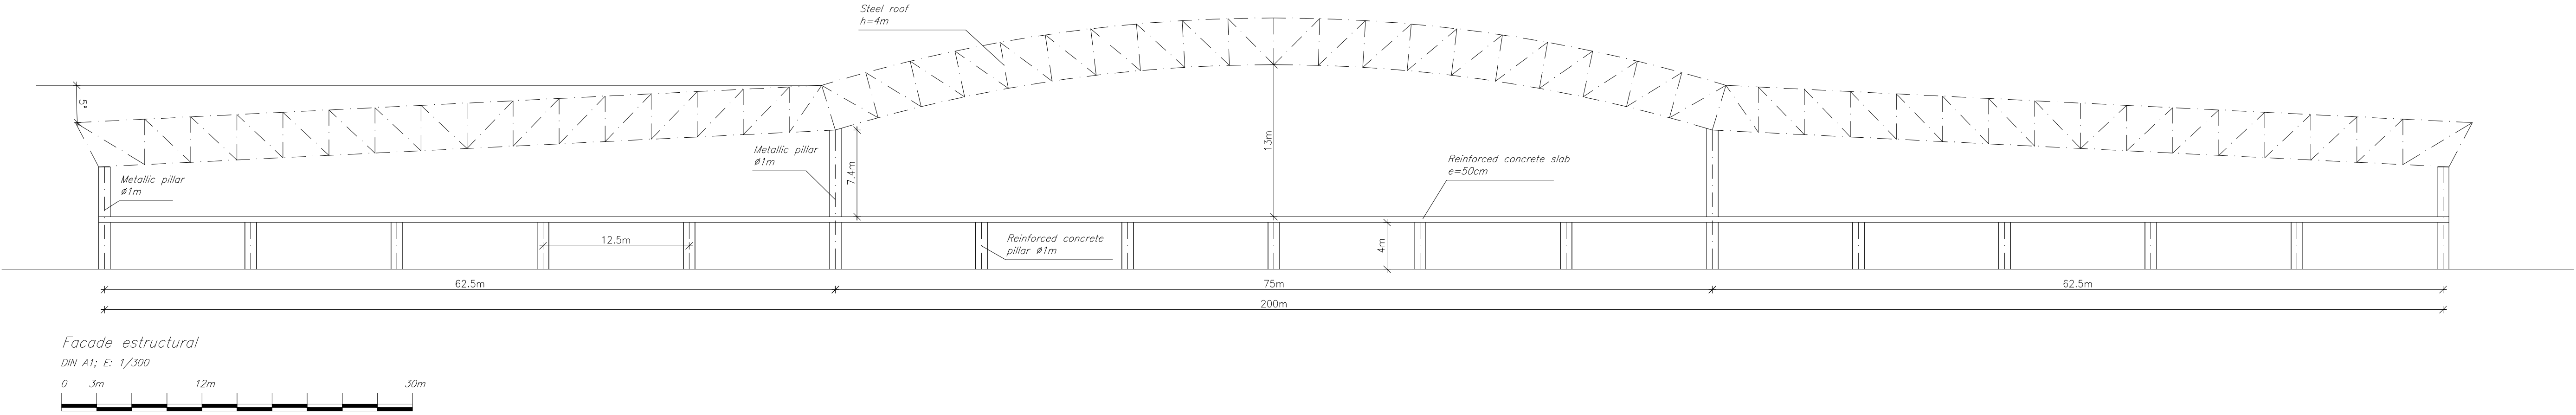 Steel roof
h=4m
5°
Metallic pillar
ø1m
Metallic pillar
ø1m
7.4m
13m
Reinforced concrete slab
e=50cm
12.5m
Reinforced concrete
pillar ø1m
4m
62.5m
75m
62.5m
200m
Facade estructural
DIN A1; E: 1/300
0 3m 12m 30m